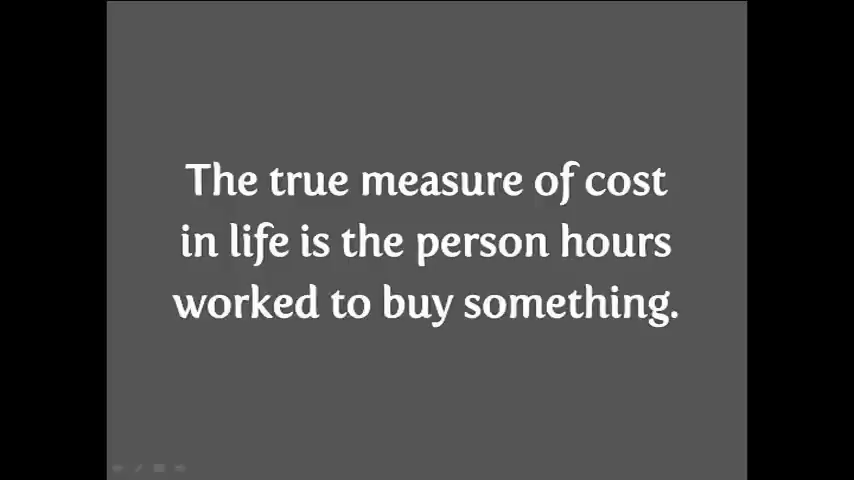 The true measure of cost
in life is the person hours
worked to buy something.